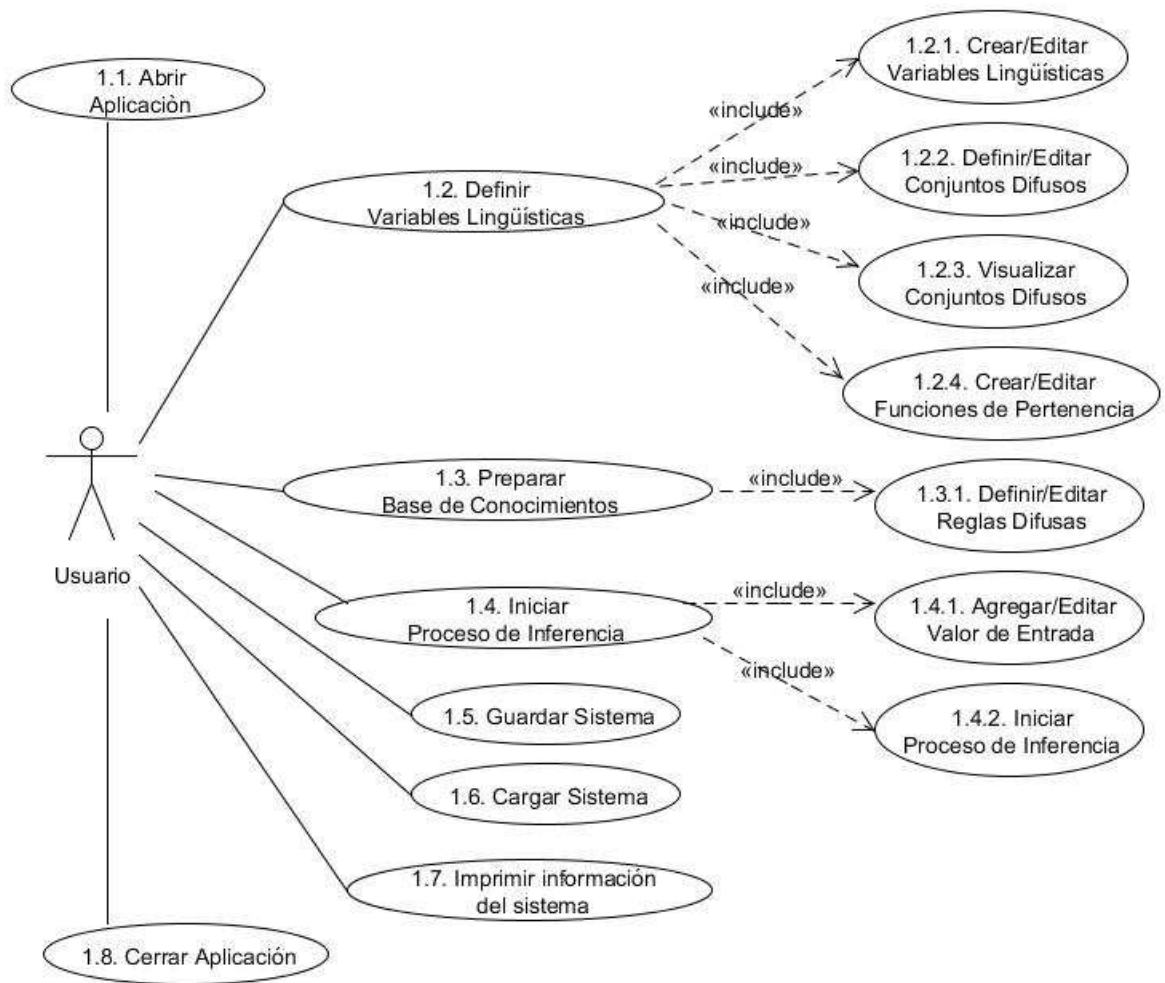 1.1. Abrir
Aplicaciòn
1.2. Definir
Variables Lingüísticas
«include»
«include»
«include»
«include»
1.2.1. Crear/Editar
Variables Lingüísticas
1.2.2. Definir/Editar
Conjuntos Difusos
1.2.3. Visualizar
Conjuntos Difusos
1.2.4. Crear/Editar
Funciones de Pertenencia
Usuario
1.3. Preparar
Base de Conocimientos
«include»
1.3.1. Definir/Editar
Reglas Difusas
1.4. Iniciar
Proceso de Inferencia
«include»
«include»
1.4.1. Agregar/Editar
Valor de Entrada
1.4.2. Iniciar
Proceso de Inferencia
1.5. Guardar Sistema
1.6. Cargar Sistema
1.7. Imprimir información
del sistema
1.8. Cerrar Aplicación